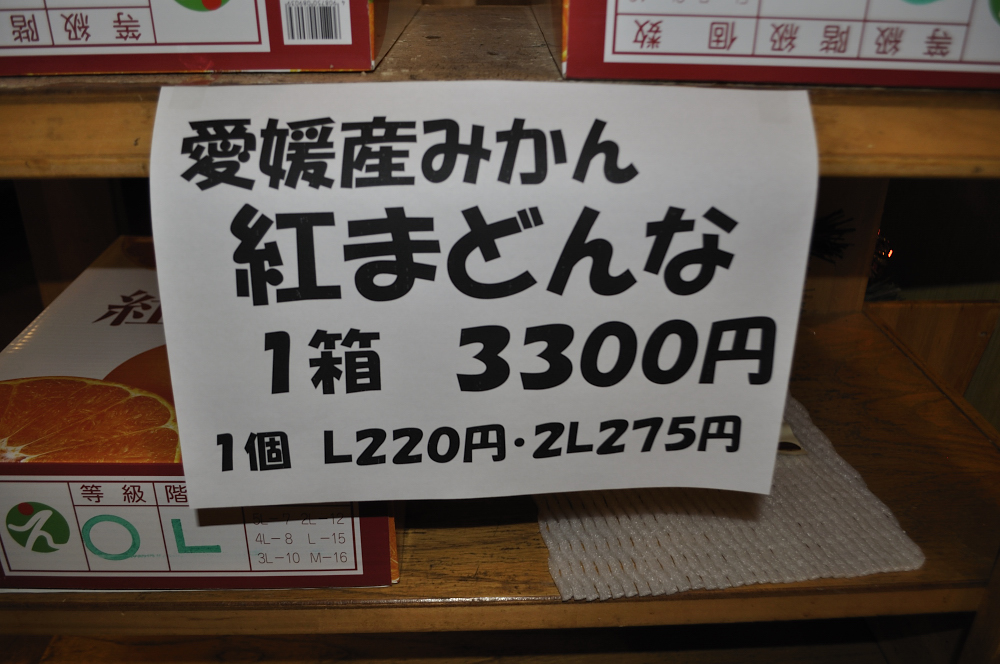 等級階
等級 階級 個数
愛媛産みかん
紅まどんな
1箱 3300円
1個 L220円・2L275円
紅
等級階
○ L
5L-7 2L-12
4L-8 L-15
3L-10 M-16